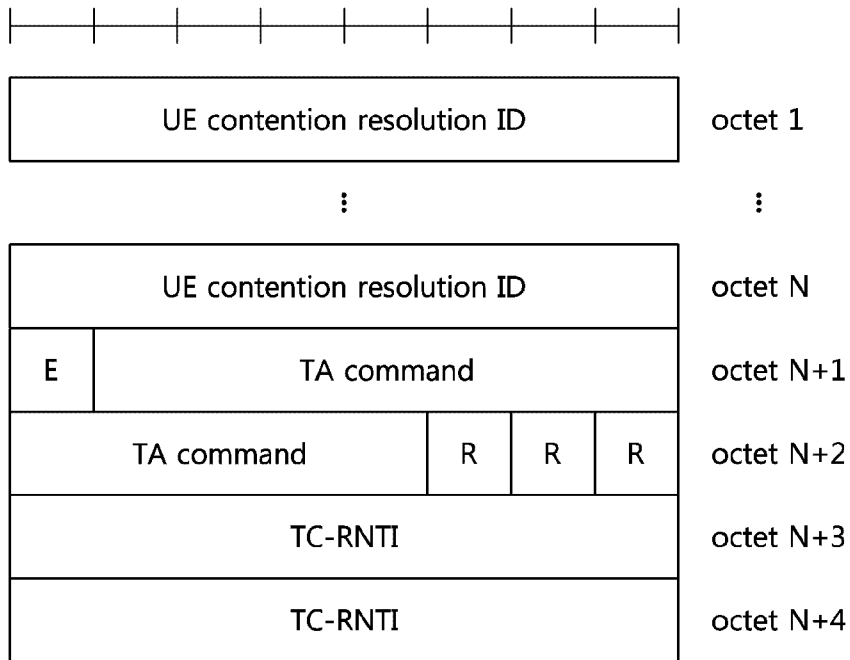 UE contention resolution ID octet 1
⋮ ⋮
UE contention resolution ID octet N
E TA command octet N+1
TA command R R R octet N+2
TC-RNTI octet N+3
TC-RNTI octet N+4